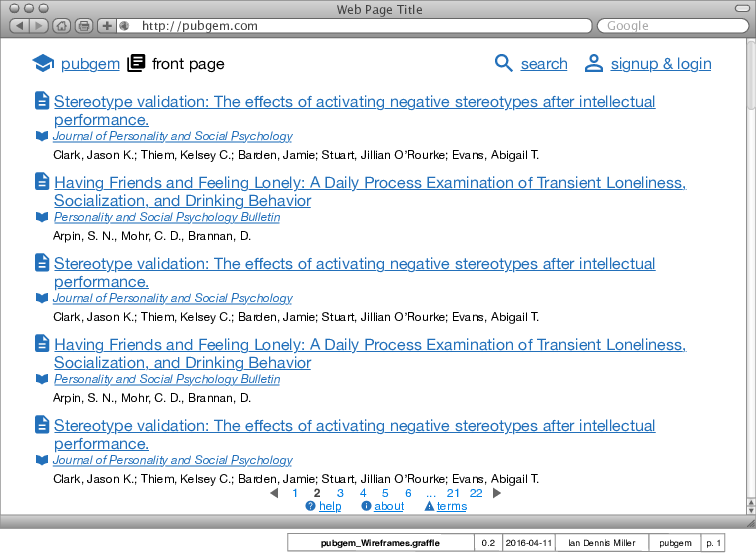 Web Page Title
http://pubgem.com
Google
pubgem front page search signup & login
Stereotype validation: The effects of activating negative stereotypes after intellectual
performance.
Journal of Personality and Social Psychology
Clark, Jason K.; Thiem, Kelsey C.; Barden, Jamie; Stuart, Jillian O'Rourke; Evans, Abigail T.
Having Friends and Feeling Lonely: A Daily Process Examination of Transient Loneliness,
Socialization, and Drinking Behavior
Personality and Social Psychology Bulletin
Arpin, S. N., Mohr, C. D., Brannan, D.
Stereotype validation: The effects of activating negative stereotypes after intellectual
performance.
Journal of Personality and Social Psychology
Clark, Jason K.; Thiem, Kelsey C.; Barden, Jamie; Stuart, Jillian O'Rourke; Evans, Abigail T.
Having Friends and Feeling Lonely: A Daily Process Examination of Transient Loneliness,
Socialization, and Drinking Behavior
Personality and Social Psychology Bulletin
Arpin, S. N., Mohr, C. D., Brannan, D.
Stereotype validation: The effects of activating negative stereotypes after intellectual
performance.
Journal of Personality and Social Psychology
Clark, Jason K.; Thiem, Kelsey C.; Barden, Jamie; Stuart, Jillian O'Rourke; Evans, Abigail T.
1 2 3 4 5 6 ... 21 22
help about terms
pubgem_Wireframes.graffle 0.2 2016-04-11 Ian Dennis Miller pubgem p. 1